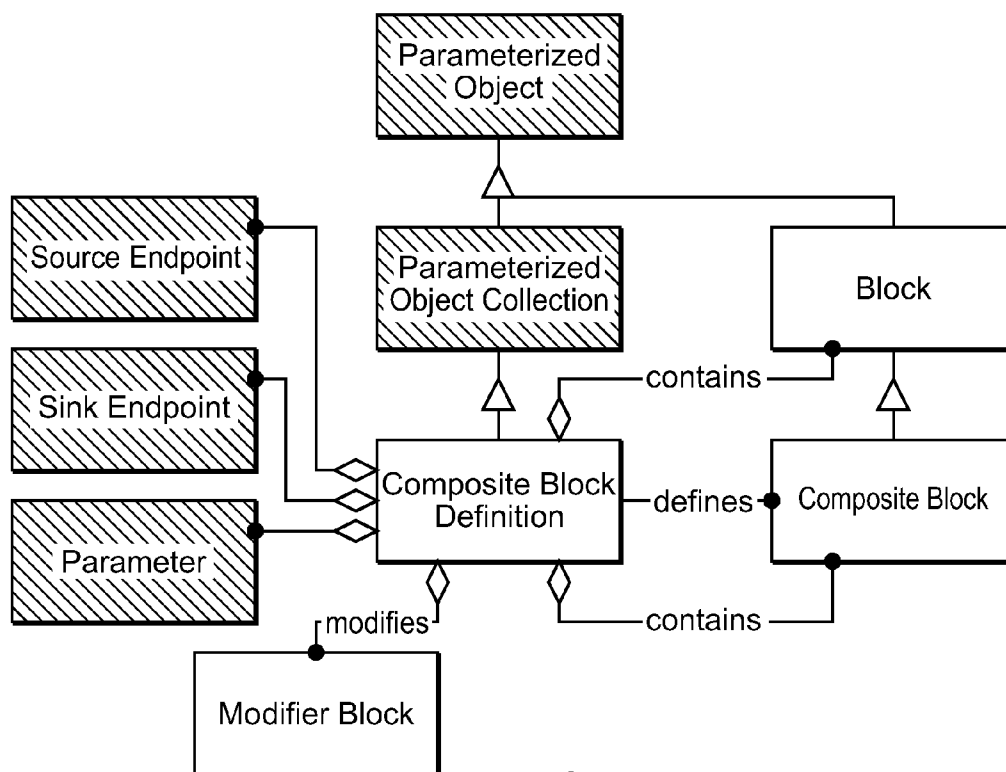 Parameterized
Object
Source Endpoint
Parameterized
Object Collection
Block
Sink Endpoint
contains
Composite Block
Definition
defines
Composite Block
Parameter
modifies
contains
Modifier Block